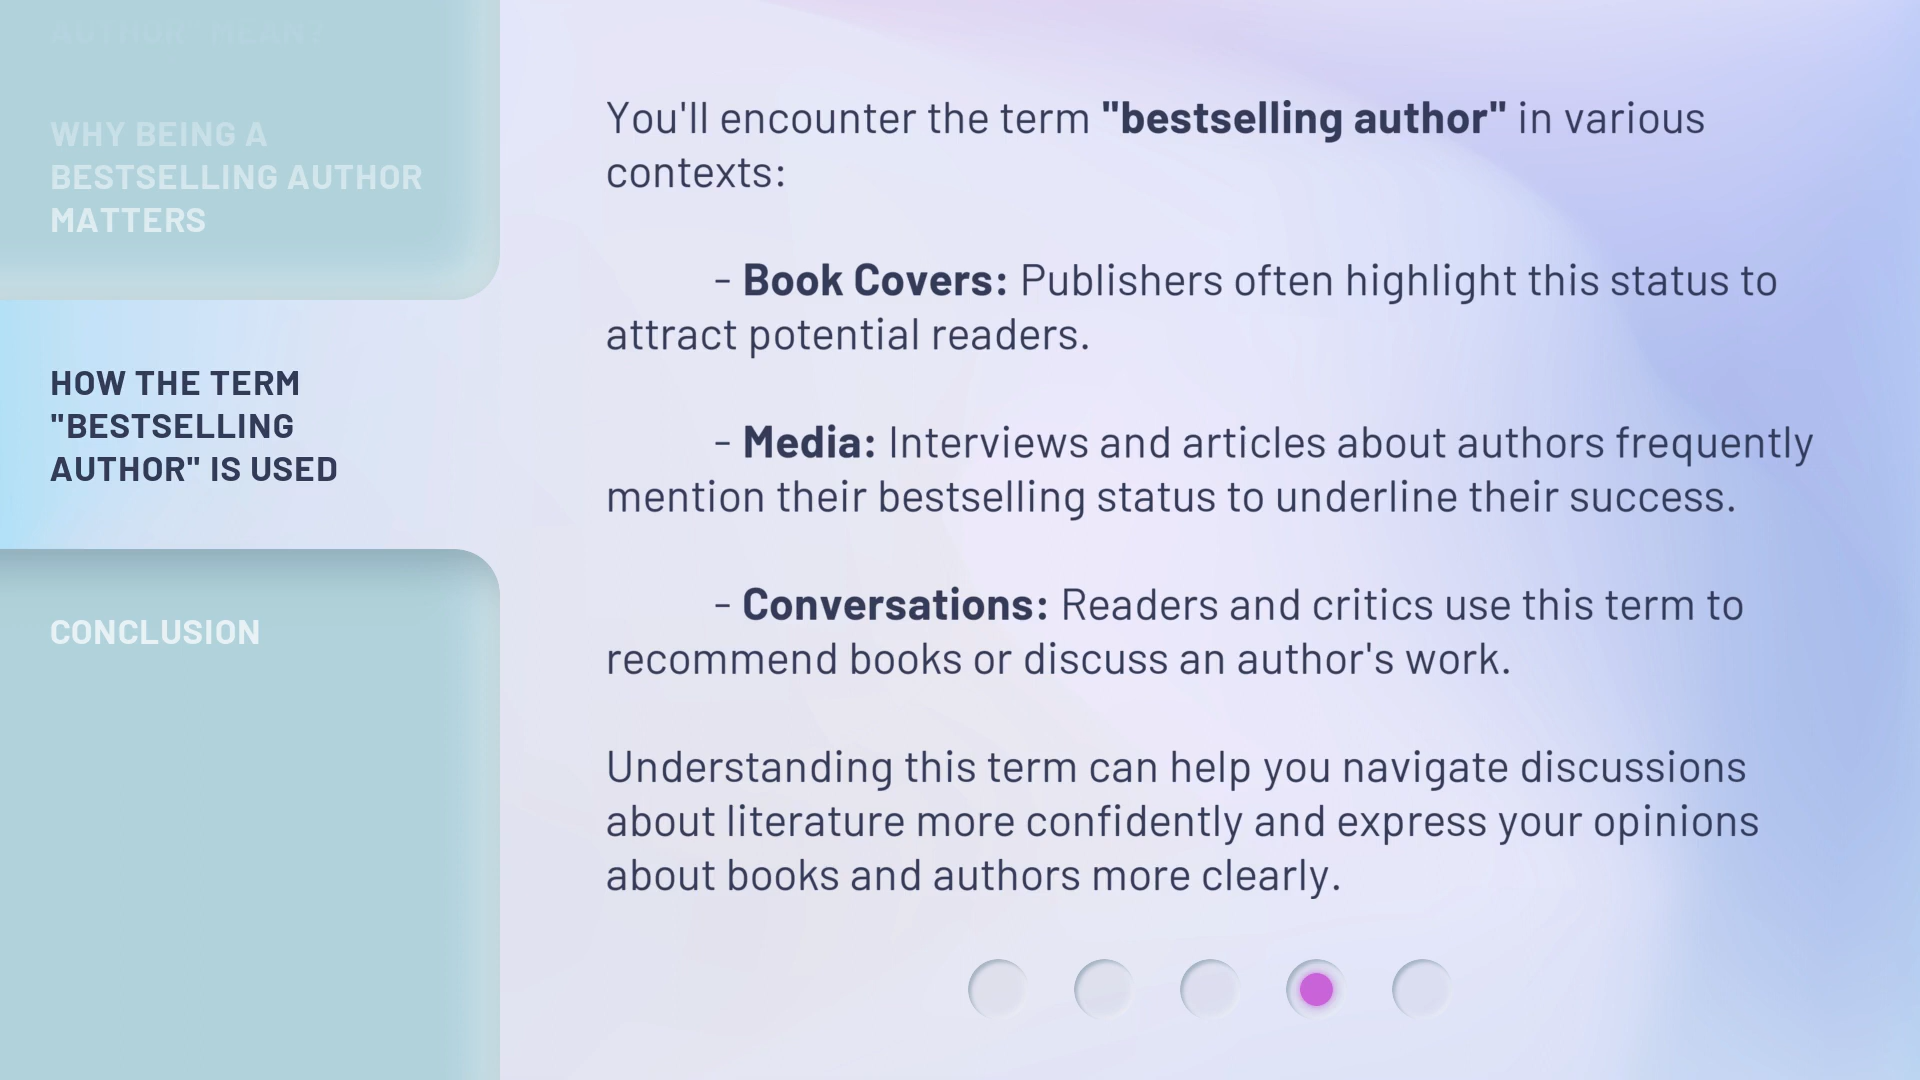 AUTHOR" MEAN?
WHY BEING A
BESTSELLING AUTHOR
MATTERS
HOW THE TERM
"BESTSELLING
AUTHOR" IS USED
CONCLUSION
You'll encounter the term "bestselling author" in various
contexts:
- Book Covers: Publishers often highlight this status to
attract potential readers.
- Media: Interviews and articles about authors frequently
mention their bestselling status to underline their success.
- Conversations: Readers and critics use this term to
recommend books or discuss an author's work.
Understanding this term can help you navigate discussions
about literature more confidently and express your opinions
about books and authors more clearly.